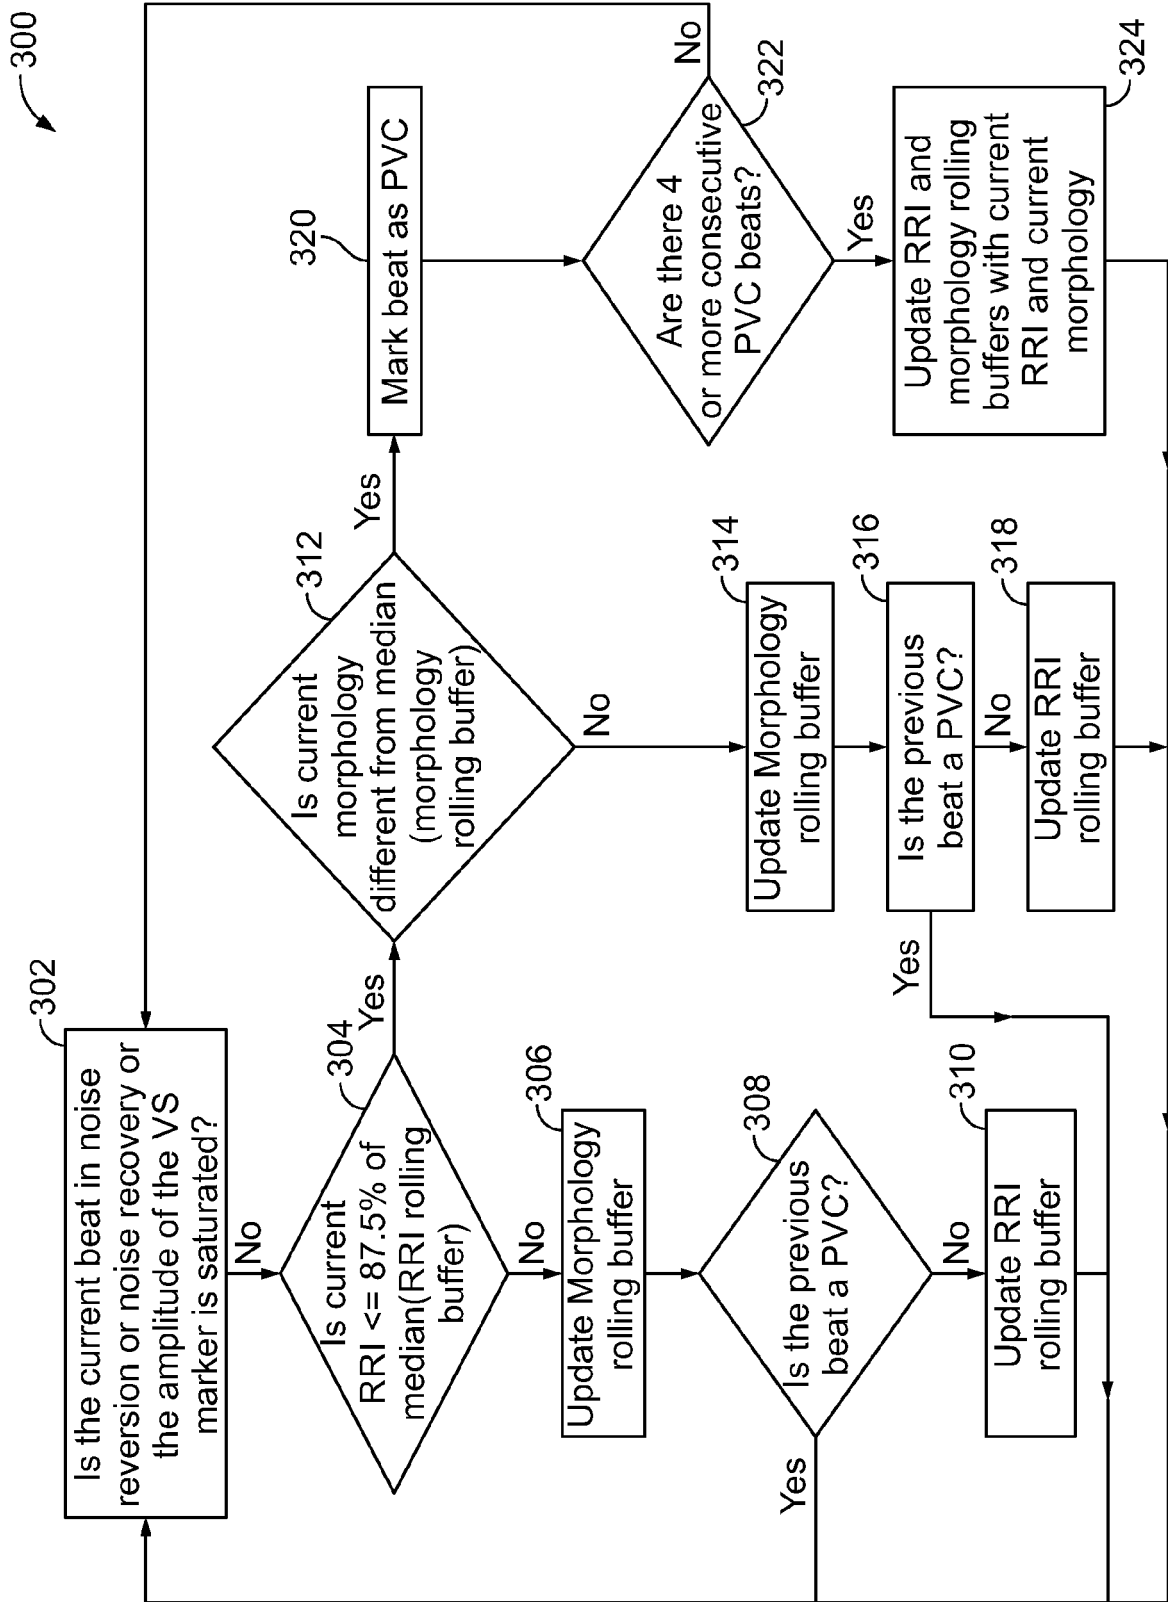 300
302
Is the current beat in noise
reversion or noise recovery or
the amplitude of the VS
marker is saturated?
No
304
Is current
RRI <= 87.5% of
median(RRI rolling
buffer)
Yes
No
306
Update Morphology
rolling buffer
308
Is the previous
beat a PVC?
Yes
No
310
Update RRI
rolling buffer
312
Is current
morphology
different from median
(morphology
rolling buffer)
Yes
No
314
Update Morphology
rolling buffer
316
Is the previous
beat a PVC?
Yes
No
318
Update RRI
rolling buffer
320
Mark beat as PVC
322
Are there 4
or more consecutive
PVC beats?
No
Yes
324
Update RRI and
morphology rolling
buffers with current
RRI and current
morphology